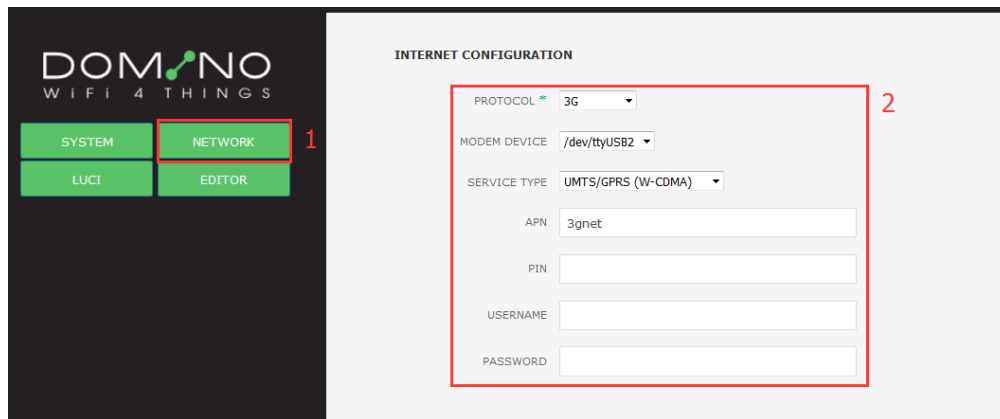 DOMINO
WiFi 4 THINGS
SYSTEM
NETWORK
1
LUCI
EDITOR
INTERNET CONFIGURATION
2
PROTOCOL * 3G
MODEM DEVICE /dev/ttyUSB2
SERVICE TYPE UMTS/GPRS (W-CDMA)
APN 3gnet
PIN
USERNAME
PASSWORD